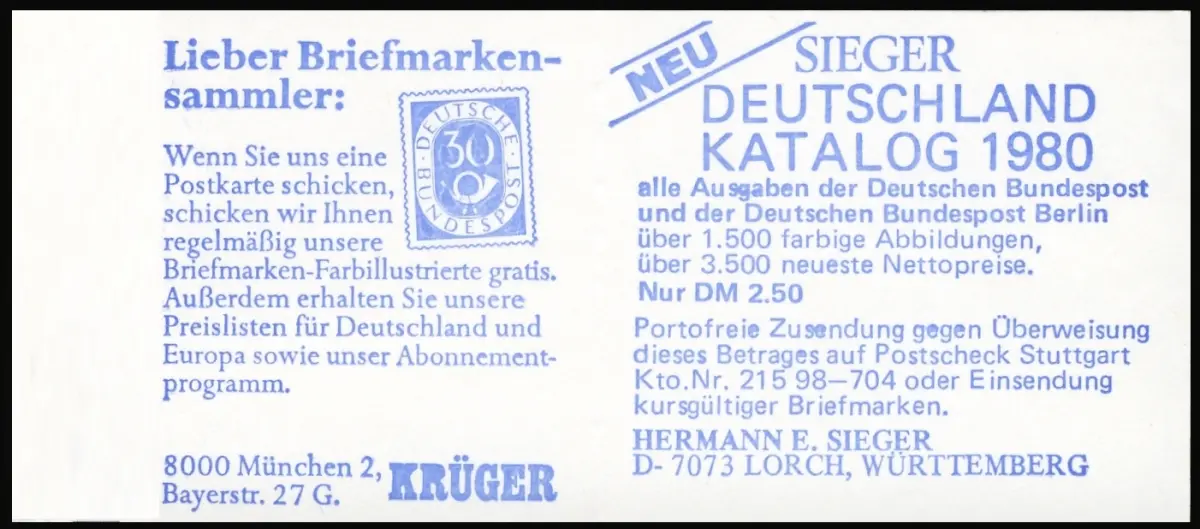 Lieber Briefmarken-
sammler:
Wenn Sie uns eine
Postkarte schicken,
schicken wir Ihnen
regelmäßig unsere
Briefmarken-Farbillustrierte gratis.
Außerdem erhalten Sie unsere
Preislisten für Deutschland und
Europa sowie unser Abonnement-
programm.
DEUTSCHE
30
BUNDESPOST
8000 München 2,
Bayerstr. 27 G.
KRÜGER
NEU
SIEGER
DEUTSCHLAND
KATALOG 1980
alle Ausgaben der Deutschen Bundespost
und der Deutschen Bundespost Berlin
über 1.500 farbige Abbildungen,
über 3.500 neueste Nettopreise.
Nur DM 2.50
Portofreie Zusendung gegen Überweisung
dieses Betrages auf Postscheck Stuttgart
Kto.Nr. 215 98—704 oder Einsendung
kursgültiger Briefmarken.
HERMANN E. SIEGER
D- 7073 LORCH, WÜRTTEMBERG